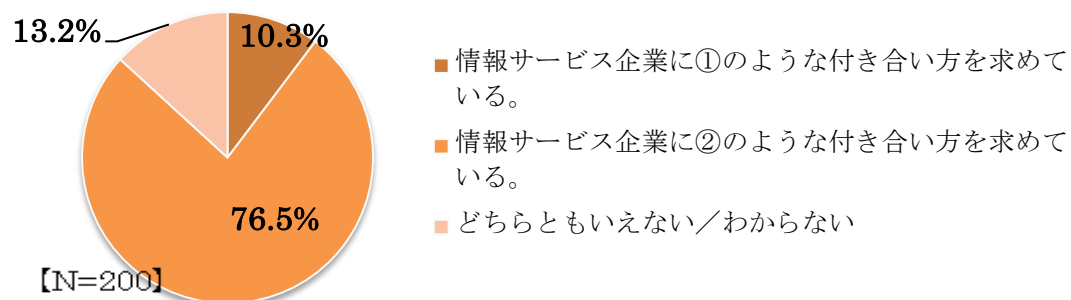 13.2%
10.3%
76.5%
【N=200】
情報サービス企業に①のような付き合い方を求めて
いる。
情報サービス企業に②のような付き合い方を求めて
いる。
どちらともいえない／わからない